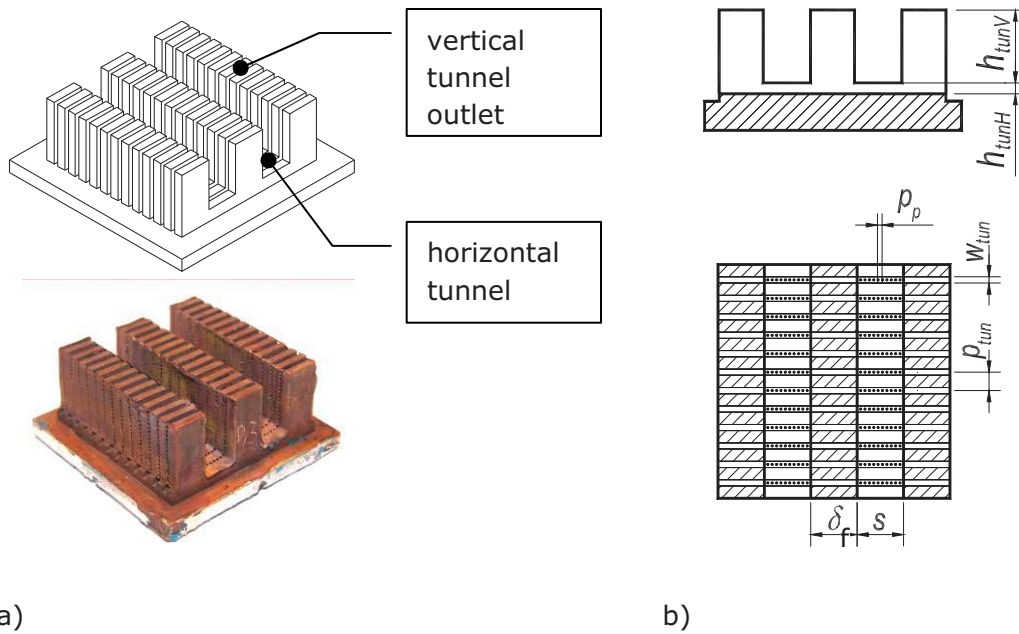 vertical
tunnel
outlet
horizontal
tunnel
h_tunV
h_tunH
p_p
w_tun
p_tun
δ_f
s
a)
b)